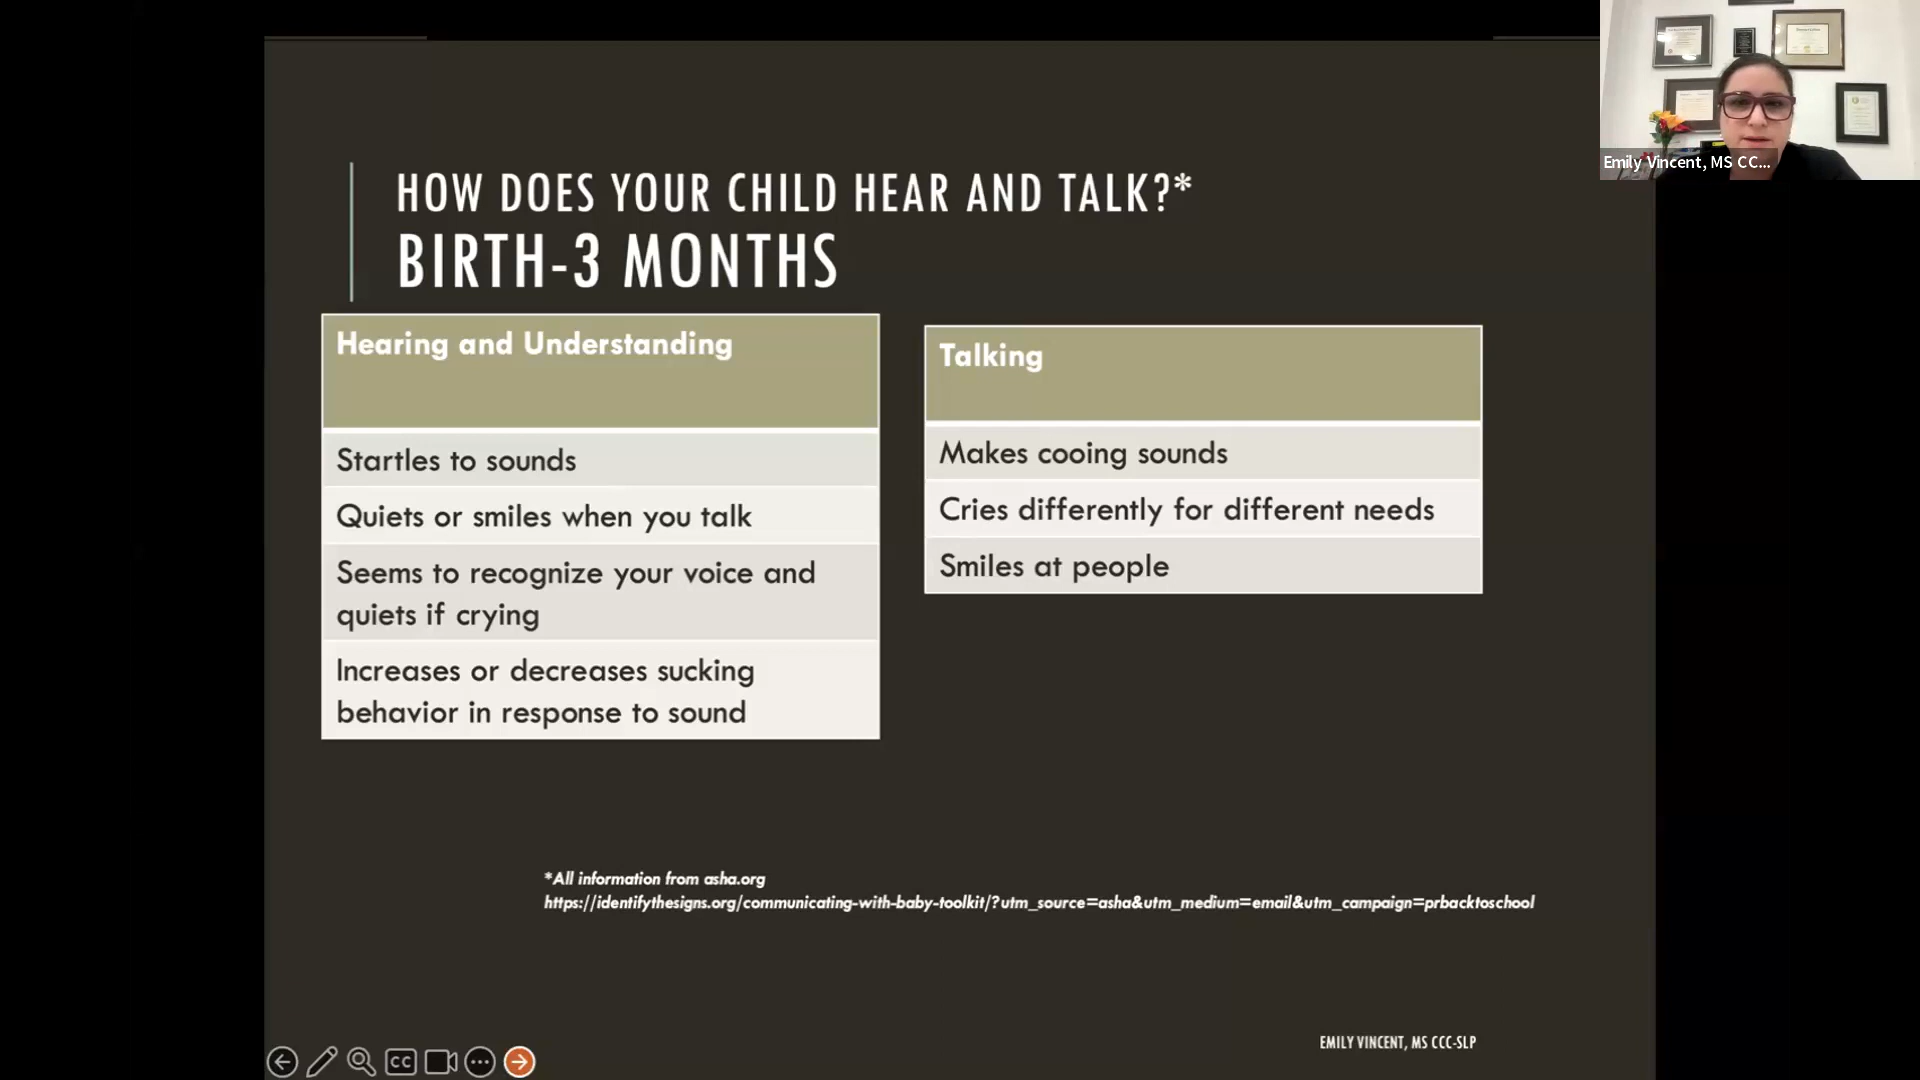 HOW DOES YOUR CHILD HEAR AND TALK?*
BIRTH-3 MONTHS
Hearing and Understanding
Startles to sounds
Quiets or smiles when you talk
Seems to recognize your voice and
quiets if crying
Increases or decreases sucking
behavior in response to sound
Talking
Makes cooing sounds
Cries differently for different needs
Smiles at people
*All information from asha.org
https://identifythesigns.org/communicating-with-baby-toolkit/?utm_source=asha&utm_medium=email&utm_campaign=prbacktoschool
EMILY VINCENT, MS CCC-SLP
CC
Emily Vincent, MS CC...